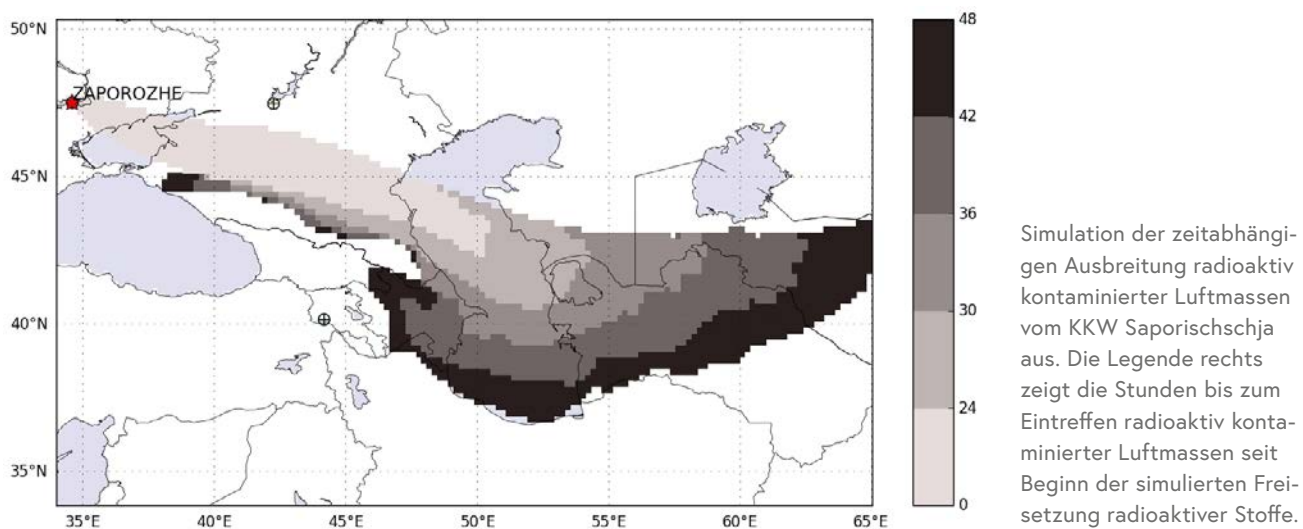 50°N
45°N
40°N
35°N
ZAPOROZHE
35°E 40°E 45°E 50°E 55°E 60°E 65°E
48
42
36
30
24
0
Simulation der zeitabhängi-
gen Ausbreitung radioaktiv
kontaminierter Luftmassen
vom KKW Saporischschja
aus. Die Legende rechts
zeigt die Stunden bis zum
Eintreffen radioaktiv konta-
minierter Luftmassen seit
Beginn der simulierten Frei-
setzung radioaktiver Stoffe.